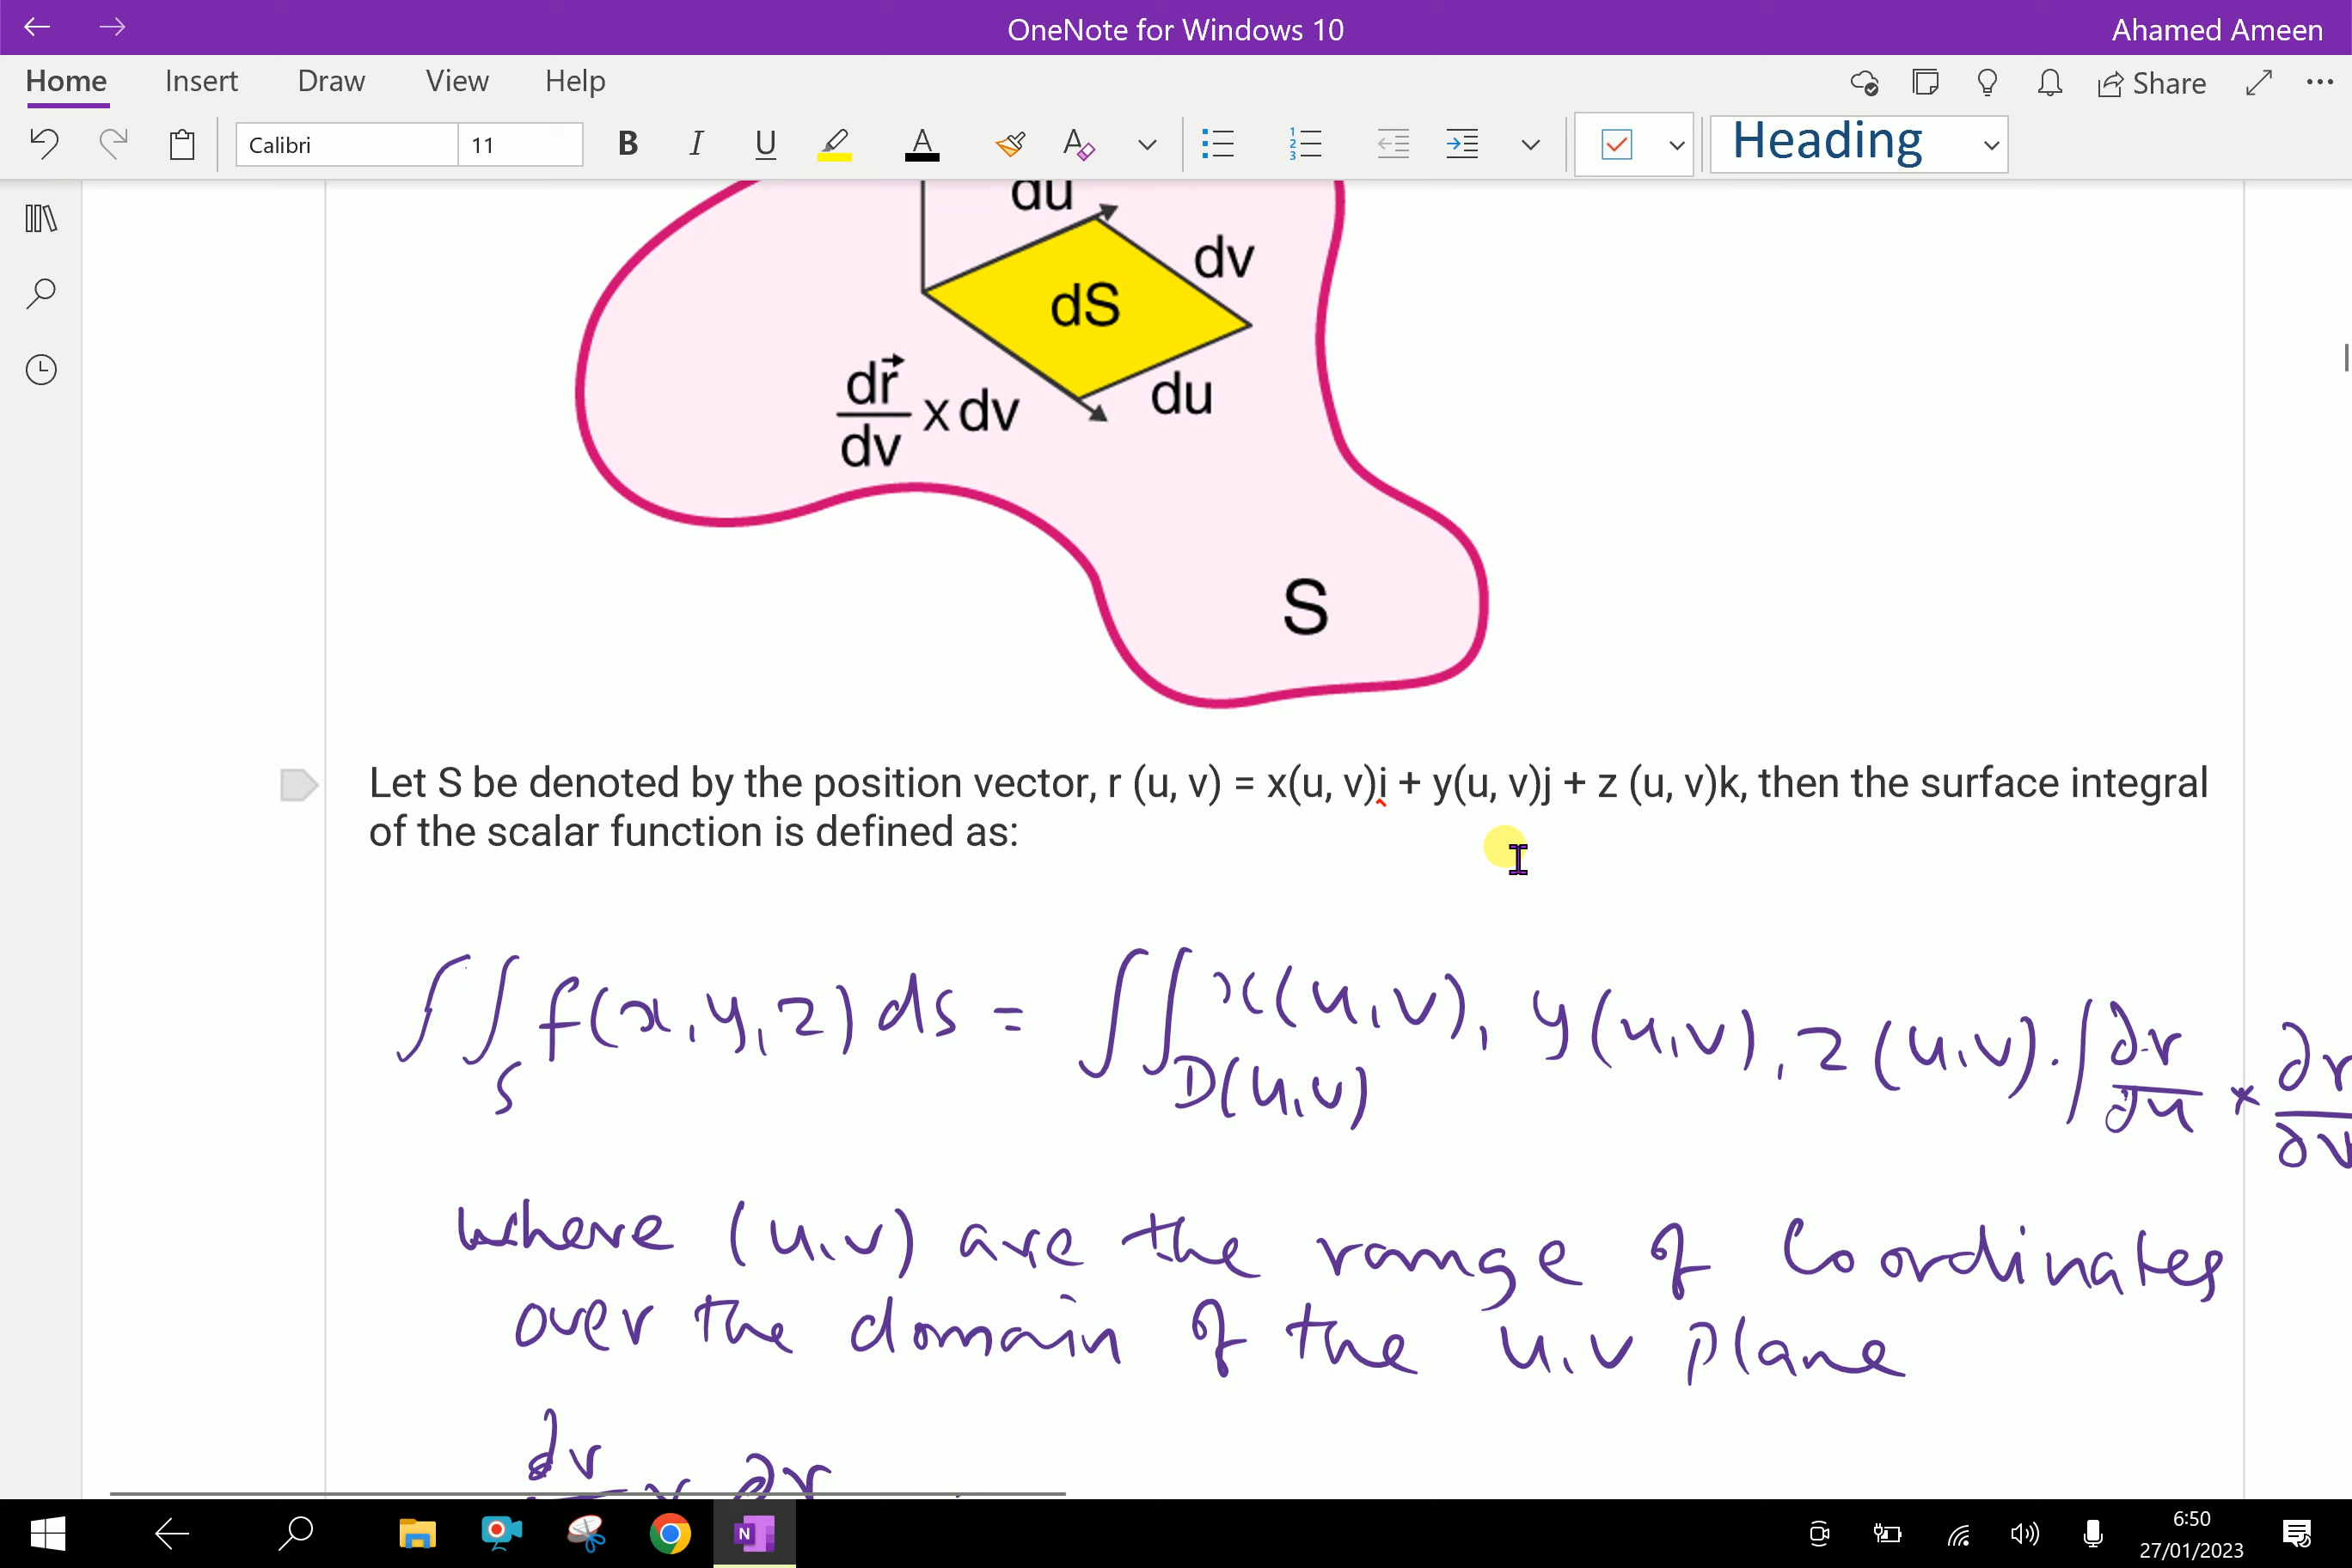 OneNote for Windows 10
Ahamed Ameen
Home Insert Draw View Help
Share
Calibri 11 B I U A A Heading
du
dv
dS
dr⃗/dv x dv
du
S
Let S be denoted by the position vector, r (u, v) = x(u, v)i + y(u, v)j + z (u, v)k, then the surface integral
of the scalar function is defined as:
∫∫_S f(x,y,z) ds = ∫∫_D(u,v) x(u,v), y(u,v), z(u,v). |∂r/∂u × ∂r/∂v
where (u,v) are the range of Coordinates
over the domain of the u,v plane
∂r × ∂r
6:50
27/01/2023